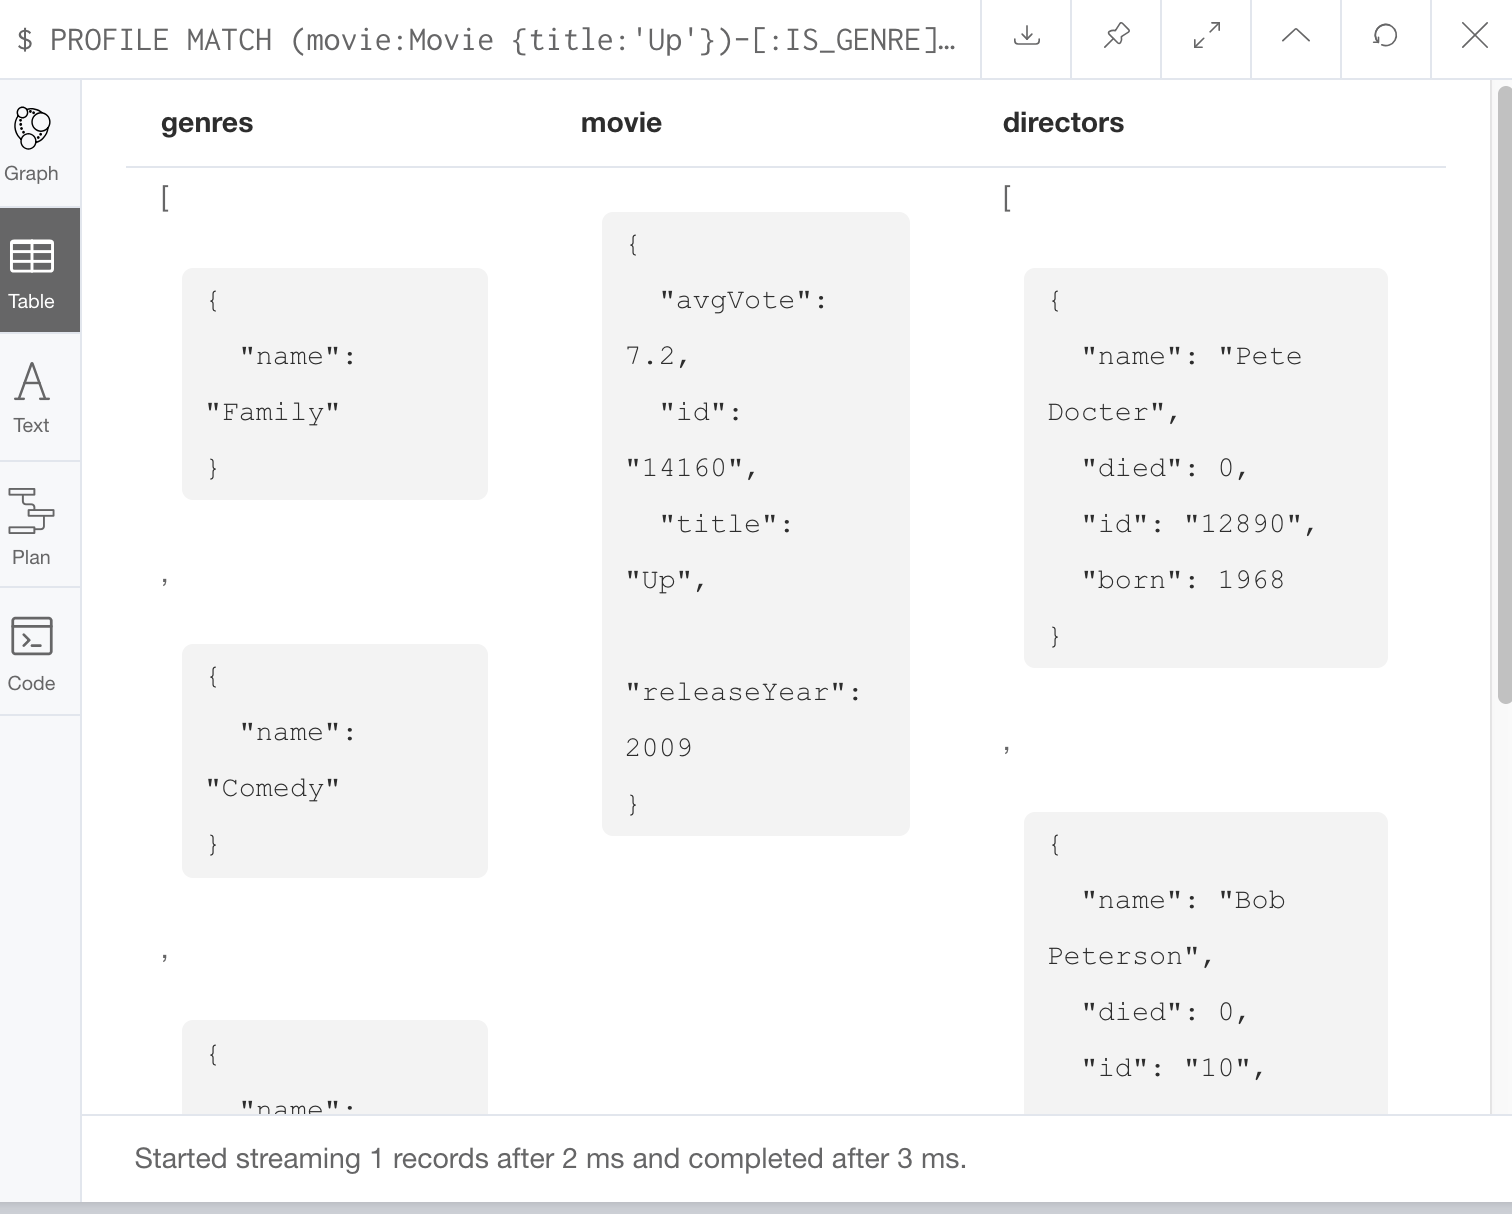 $ PROFILE MATCH (movie:Movie {title:'Up'})-[:IS_GENRE]…
Graph
Table
Text
Plan
Code
genres
[
{
"name":
"Family"
}
,
{
"name":
"Comedy"
}
,
{
"name":
movie
{
"avgVote":
7.2,
"id":
"14160",
"title":
"Up",
"releaseYear":
2009
}
directors
[
{
"name": "Pete
Docter",
"died": 0,
"id": "12890",
"born": 1968
}
,
{
"name": "Bob
Peterson",
"died": 0,
"id": "10",
Started streaming 1 records after 2 ms and completed after 3 ms.